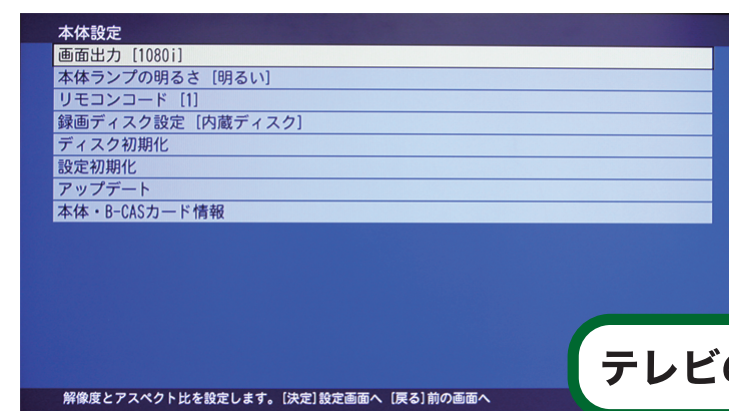 本体設定
画面出力 [1080i]
本体ランプの明るさ [明るい]
リモコンコード [1]
録画ディスク設定 [内蔵ディスク]
ディスク初期化
設定初期化
アップデート
本体・B-CASカード情報
テレビの
解像度とアスペクト比を設定します。[決定]設定画面へ [戻る]前の画面へ